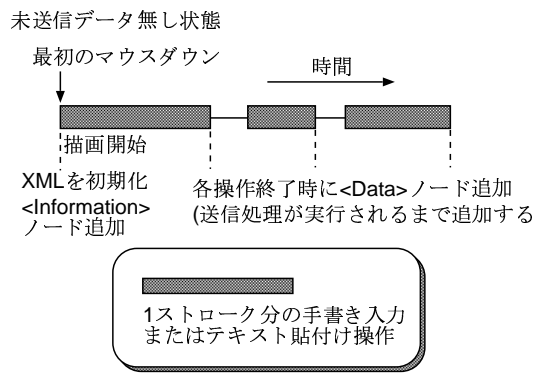 未送信データ無し状態
最初のマウスダウン
時間
描画開始
XMLを初期化
<Information>
ノード追加
各操作終了時に<Data>ノード追加
(送信処理が実行されるまで追加する
1ストローク分の手書き入力
またはテキスト貼付け操作